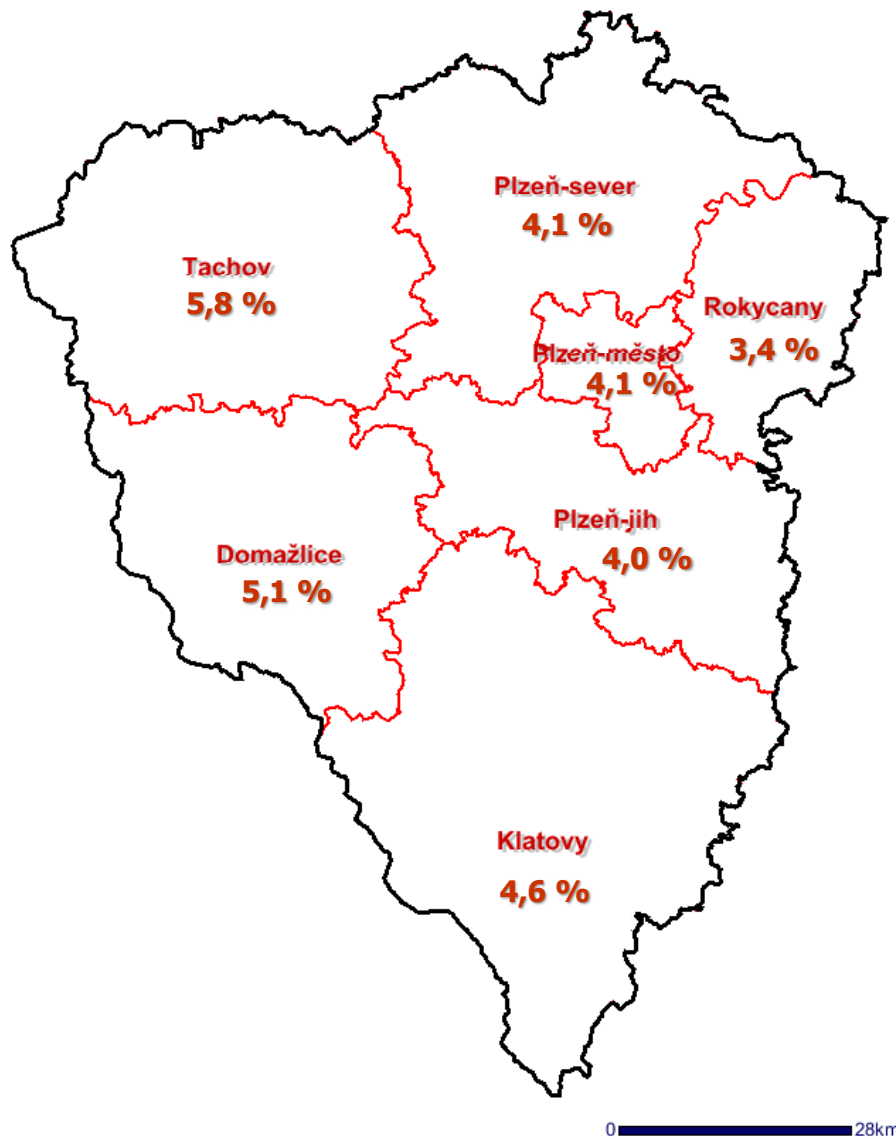 Plzeň-sever
4,1 %
Tachov
5,8 %
Rokycany
3,4 %
Plzeň-město
4,1 %
Plzeň-jih
4,0 %
Domažlice
5,1 %
Klatovy
4,6 %
0 28km